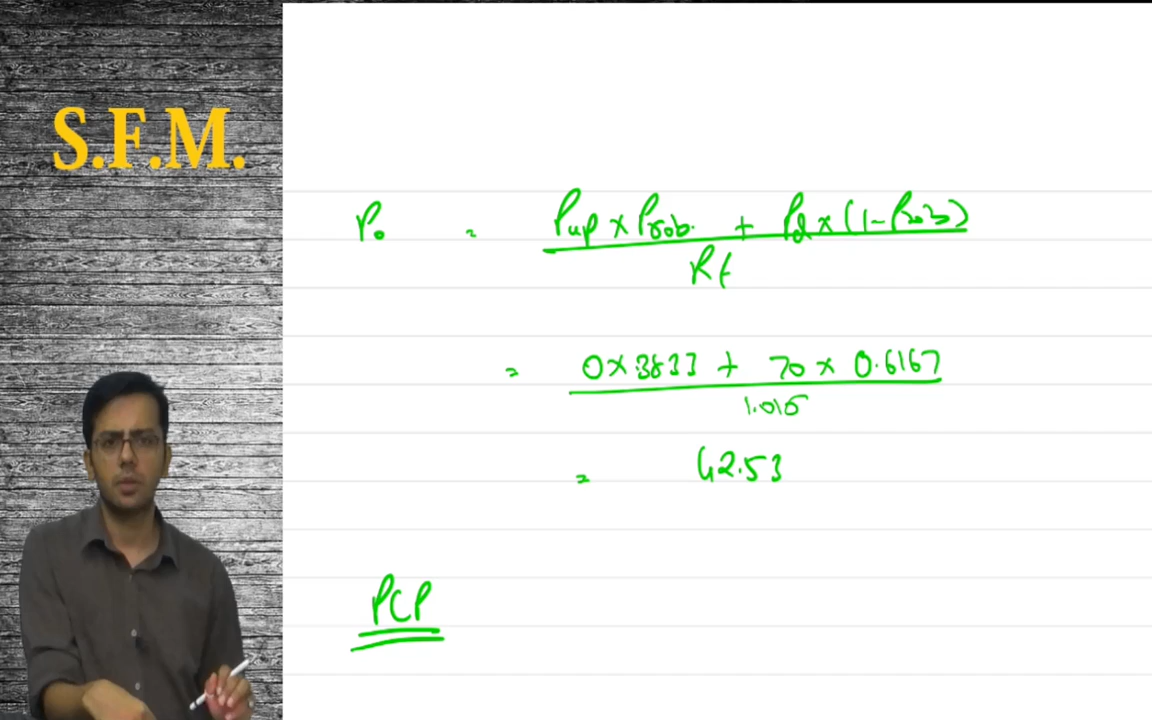 S.F.M.
P₀ = Pup × Prob. + Pd × (1 - Prob)
Rf
= 0 × .3833 + 70 × 0.6167
1.015
= 42.53
PCP